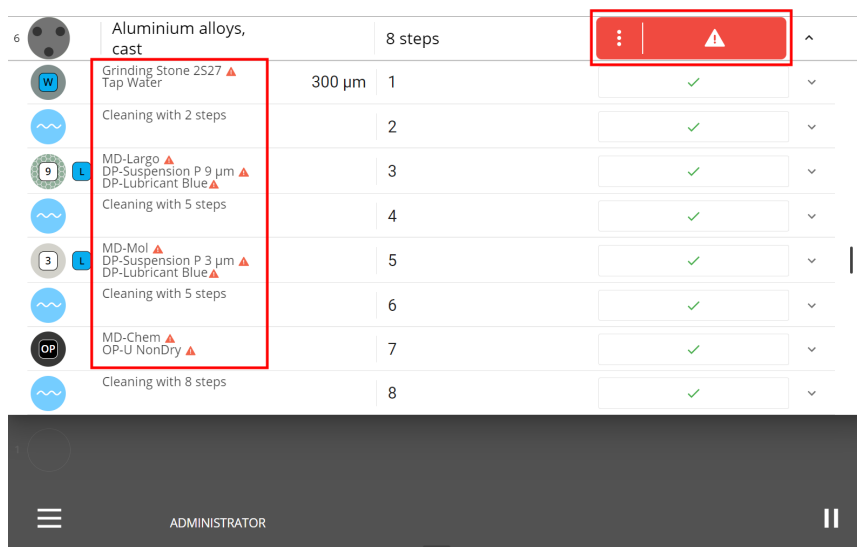 6
Aluminium alloys,
cast
8 steps
W
Grinding Stone 2S27
Tap Water
300 µm
1
Cleaning with 2 steps
2
9
L
MD-Largo
DP-Suspension P 9 µm
DP-Lubricant Blue
3
Cleaning with 5 steps
4
3
L
MD-Mol
DP-Suspension P 3 µm
DP-Lubricant Blue
5
Cleaning with 5 steps
6
OP
MD-Chem
OP-U NonDry
7
Cleaning with 8 steps
8
1
ADMINISTRATOR